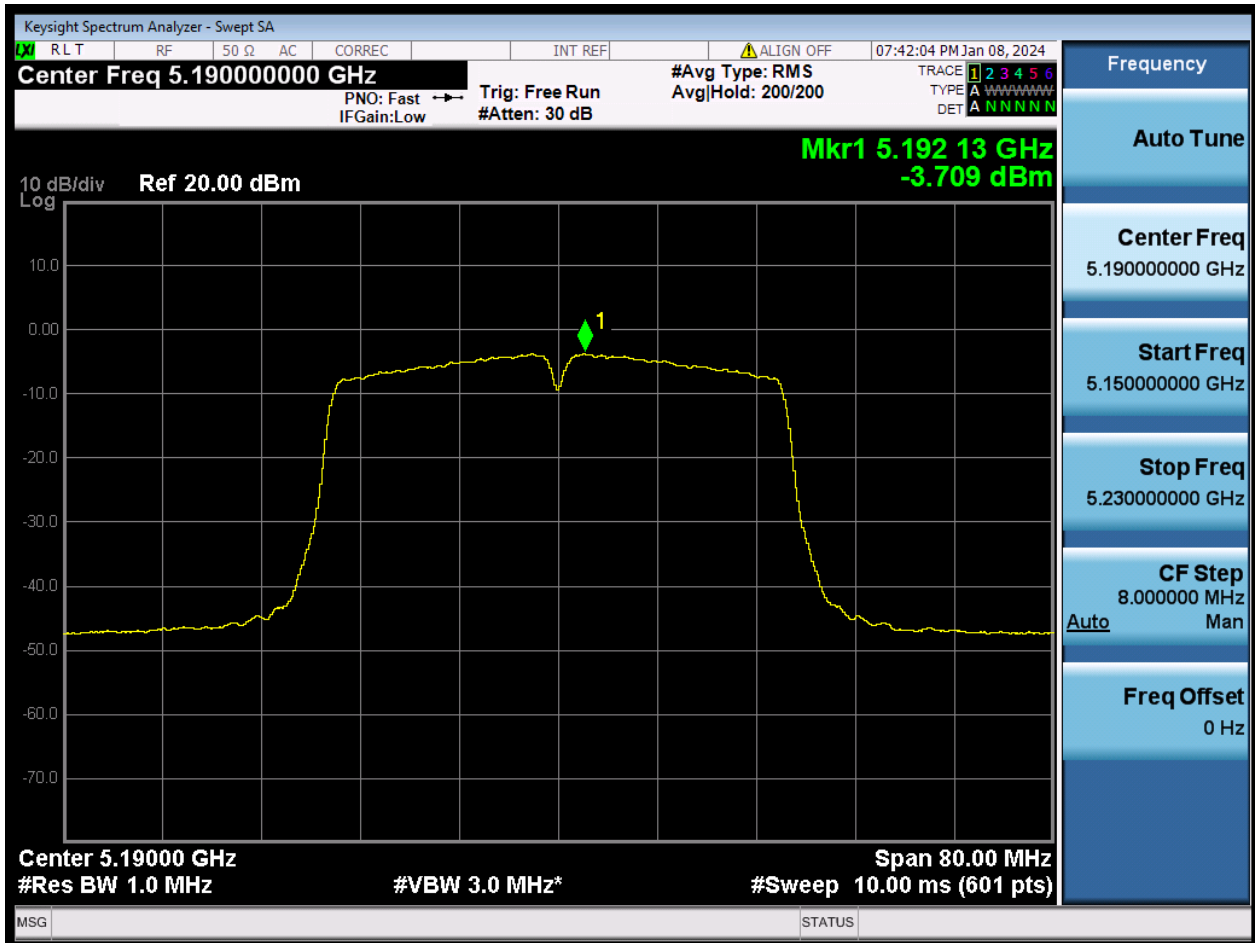 Keysight Spectrum Analyzer - Swept SA
LXI RLT RF 50 Ω AC CORREC INT REF ALIGN OFF 07:42:04 PM Jan 08, 2024
Center Freq 5.190000000 GHz
PNO: Fast
IFGain:Low
Trig: Free Run
#Atten: 30 dB
#Avg Type: RMS
Avg|Hold: 200/200
TRACE 1 2 3 4 5 6
TYPE A WWWWW
DET A N N N N N
Mkr1 5.192 13 GHz
-3.709 dBm
10 dB/div Ref 20.00 dBm
Log
10.0
0.00
-10.0
-20.0
-30.0
-40.0
-50.0
-60.0
-70.0
1
Center 5.19000 GHz Span 80.00 MHz
#Res BW 1.0 MHz #VBW 3.0 MHz* #Sweep 10.00 ms (601 pts)
MSG STATUS
Frequency
Auto Tune
Center Freq
5.190000000 GHz
Start Freq
5.150000000 GHz
Stop Freq
5.230000000 GHz
CF Step
8.000000 MHz
Auto Man
Freq Offset
0 Hz